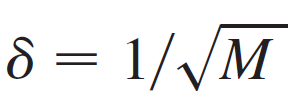 δ = 1/√M